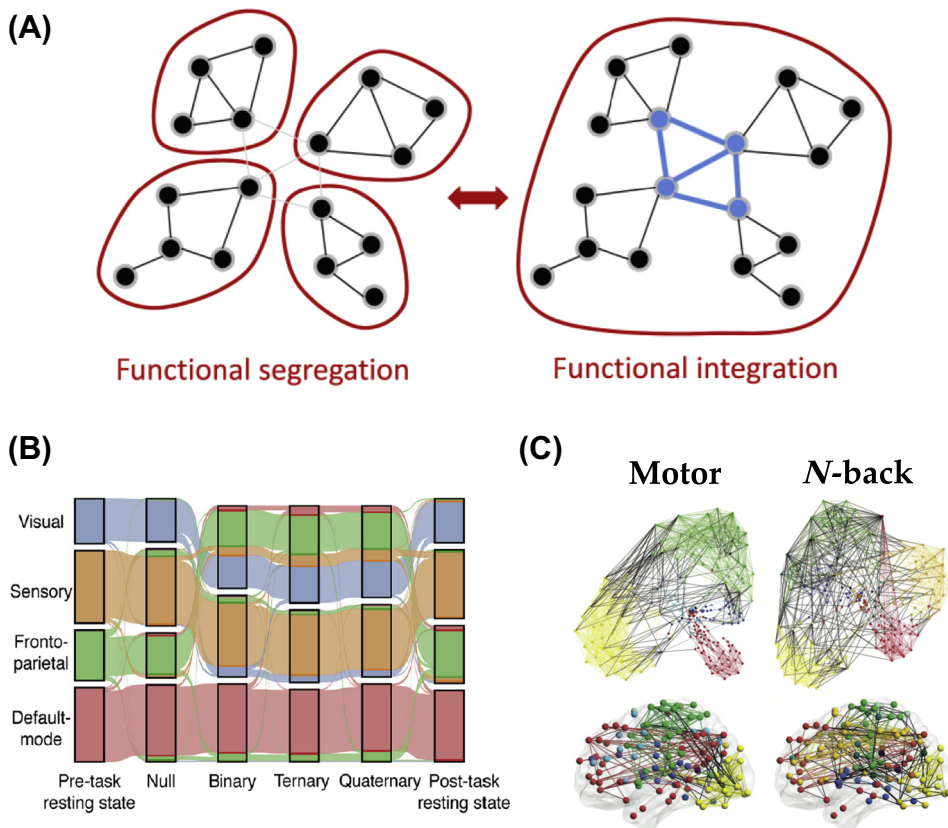 (A)
Functional segregation
Functional integration
(B)
Visual
Sensory
Fronto-
parietal
Default-
mode
Pre-task
resting state
Null
Binary
Ternary
Quaternary
Post-task
resting state
(C)
Motor
N-back